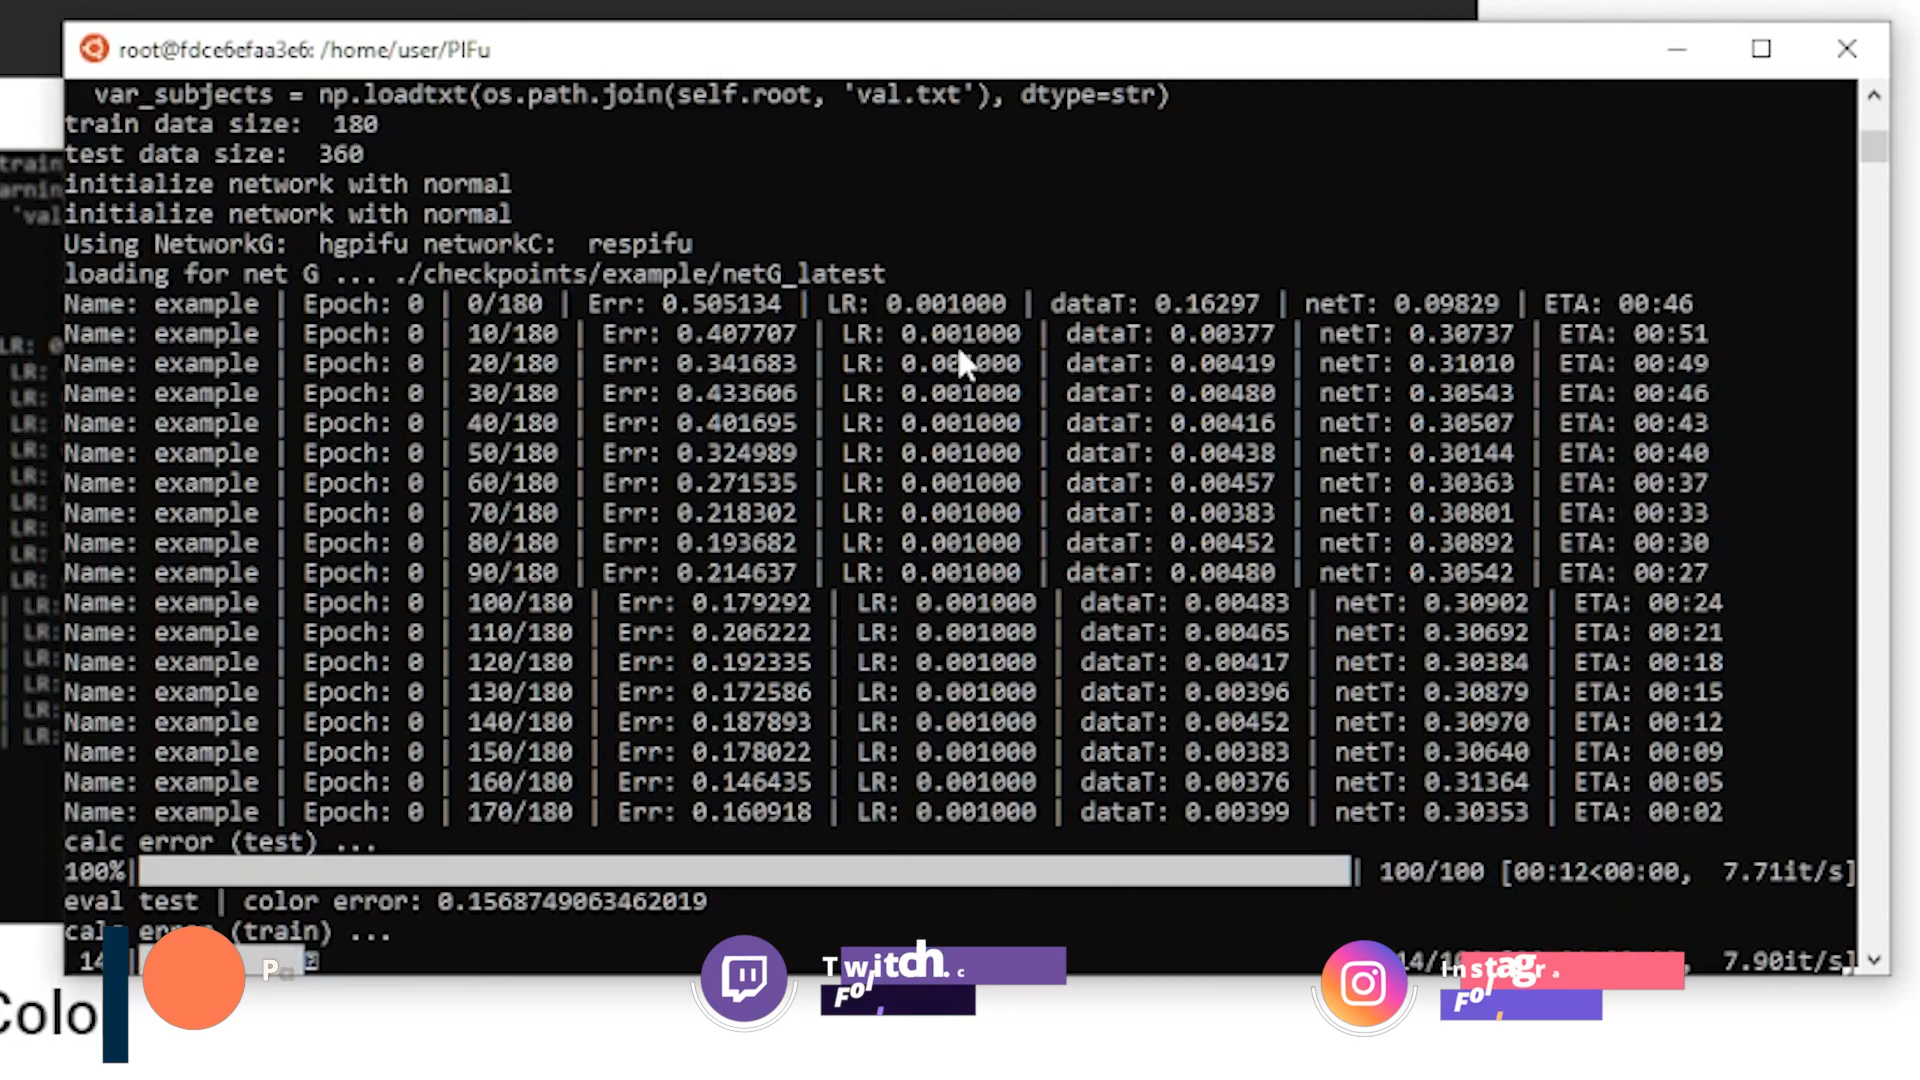 root@fdce6efaa3e6: /home/user/PIFu
var_subjects = np.loadtxt(os.path.join(self.root, 'val.txt'), dtype=str)
train data size:  180
test data size:  360
initialize network with normal
initialize network with normal
Using NetworkG:  hgpifu networkC:  respifu
loading for net G ... ./checkpoints/example/netG_latest
Name: example | Epoch: 0 | 0/180 | Err: 0.505134 | LR: 0.001000 | dataT: 0.16297 | netT: 0.09829 | ETA: 00:46
Name: example | Epoch: 0 | 10/180 | Err: 0.407707 | LR: 0.001000 | dataT: 0.00377 | netT: 0.30737 | ETA: 00:51
Name: example | Epoch: 0 | 20/180 | Err: 0.341683 | LR: 0.001000 | dataT: 0.00419 | netT: 0.31010 | ETA: 00:49
Name: example | Epoch: 0 | 30/180 | Err: 0.433606 | LR: 0.001000 | dataT: 0.00480 | netT: 0.30543 | ETA: 00:46
Name: example | Epoch: 0 | 40/180 | Err: 0.401695 | LR: 0.001000 | dataT: 0.00416 | netT: 0.30507 | ETA: 00:43
Name: example | Epoch: 0 | 50/180 | Err: 0.324989 | LR: 0.001000 | dataT: 0.00438 | netT: 0.30144 | ETA: 00:40
Name: example | Epoch: 0 | 60/180 | Err: 0.271535 | LR: 0.001000 | dataT: 0.00457 | netT: 0.30363 | ETA: 00:37
Name: example | Epoch: 0 | 70/180 | Err: 0.218302 | LR: 0.001000 | dataT: 0.00383 | netT: 0.30801 | ETA: 00:33
Name: example | Epoch: 0 | 80/180 | Err: 0.193682 | LR: 0.001000 | dataT: 0.00452 | netT: 0.30892 | ETA: 00:30
Name: example | Epoch: 0 | 90/180 | Err: 0.214637 | LR: 0.001000 | dataT: 0.00480 | netT: 0.30542 | ETA: 00:27
Name: example | Epoch: 0 | 100/180 | Err: 0.179292 | LR: 0.001000 | dataT: 0.00483 | netT: 0.30902 | ETA: 00:24
Name: example | Epoch: 0 | 110/180 | Err: 0.206222 | LR: 0.001000 | dataT: 0.00465 | netT: 0.30692 | ETA: 00:21
Name: example | Epoch: 0 | 120/180 | Err: 0.192335 | LR: 0.001000 | dataT: 0.00417 | netT: 0.30384 | ETA: 00:18
Name: example | Epoch: 0 | 130/180 | Err: 0.172586 | LR: 0.001000 | dataT: 0.00396 | netT: 0.30879 | ETA: 00:15
Name: example | Epoch: 0 | 140/180 | Err: 0.187893 | LR: 0.001000 | dataT: 0.00452 | netT: 0.30970 | ETA: 00:12
Name: example | Epoch: 0 | 150/180 | Err: 0.178022 | LR: 0.001000 | dataT: 0.00383 | netT: 0.30640 | ETA: 00:09
Name: example | Epoch: 0 | 160/180 | Err: 0.146435 | LR: 0.001000 | dataT: 0.00376 | netT: 0.31364 | ETA: 00:05
Name: example | Epoch: 0 | 170/180 | Err: 0.160918 | LR: 0.001000 | dataT: 0.00399 | netT: 0.30353 | ETA: 00:02
calc error (test) ...
100%| | 100/100 [00:12<00:00,  7.71it/s]
eval test | color error: 0.1568749063462019
calc error (train) ...
7.90it/s]
Twitch. c
Fol
Instagr.
Fol
Colo